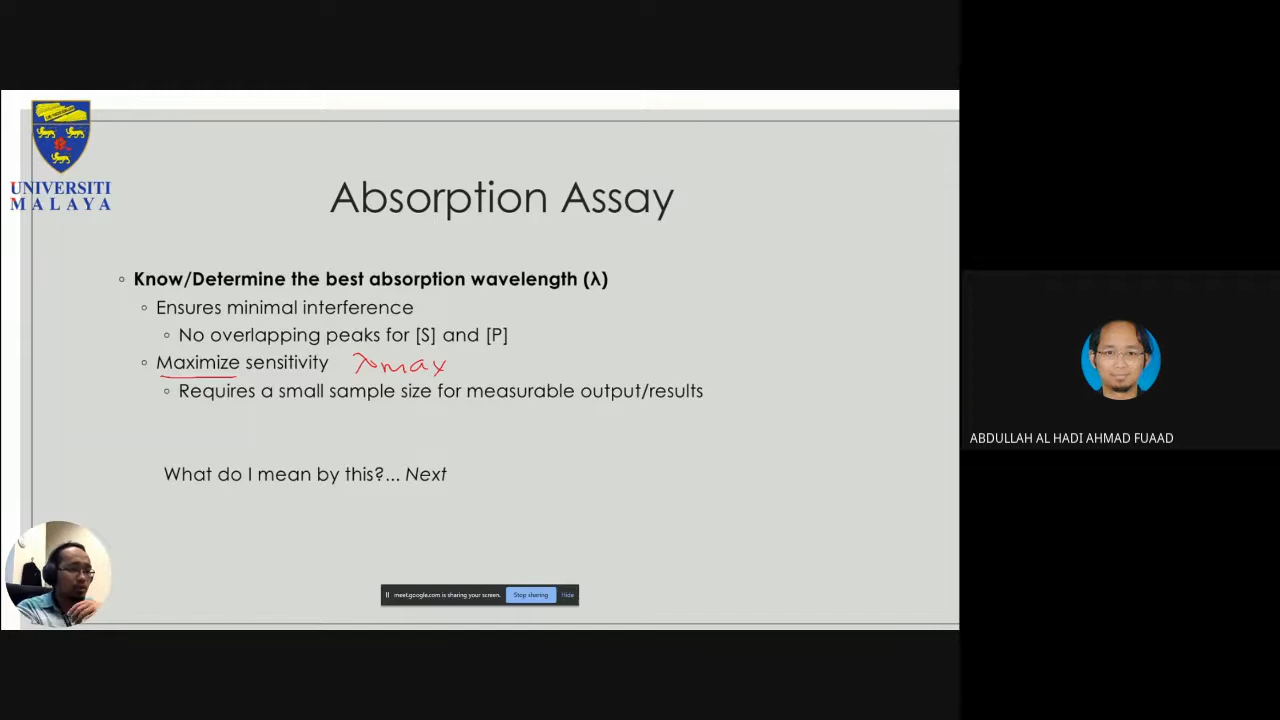 UNIVERSITI
MALAYA
Absorption Assay
Know/Determine the best absorption wavelength (λ)
Ensures minimal interference
No overlapping peaks for [S] and [P]
Maximize sensitivity λmax
Requires a small sample size for measurable output/results
What do I mean by this?... Next
meet.google.com is sharing your screen. Stop sharing Hide
ABDULLAH AL HADI AHMAD FUAAD